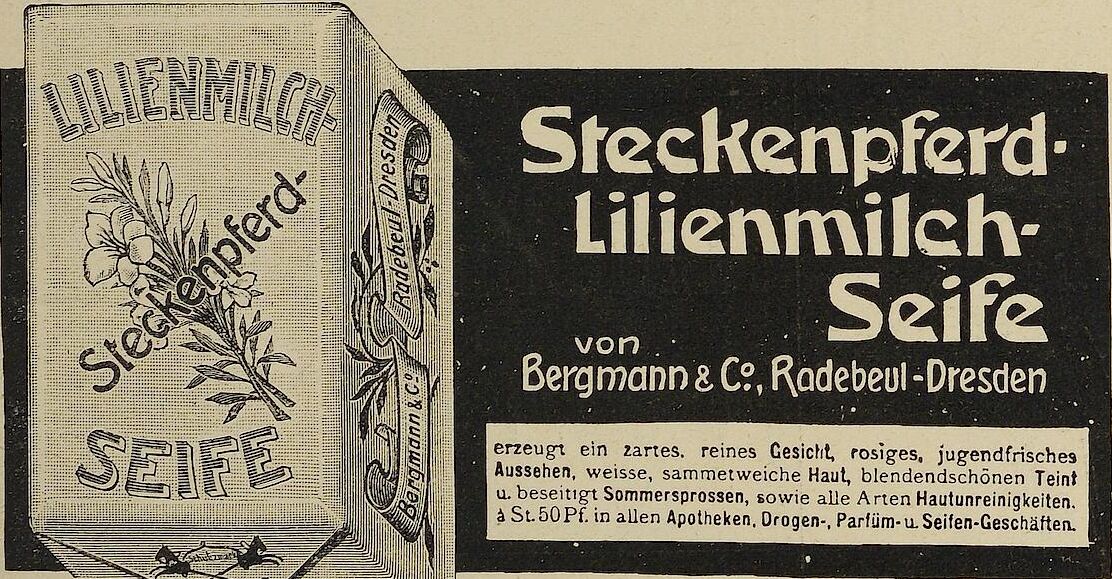 LILIENMILCH-
Steckenpferd-
SEIFE
Radebeul-Dresden
Bergmann & Co
Steckenpferd-
Lilienmilch-
Seife
von
Bergmann & Co., Radebeul-Dresden
erzeugt ein zartes, reines Gesicht, rosiges, jugendfrisches
Aussehen, weisse, sammetweiche Haut, blendendschönen Teint
u. beseitigt Sommersprossen, sowie alle Arten Hautunreinigkeiten.
à St. 50 Pf. in allen Apotheken, Drogen-, Parfüm- u. Seifen-Geschäften.